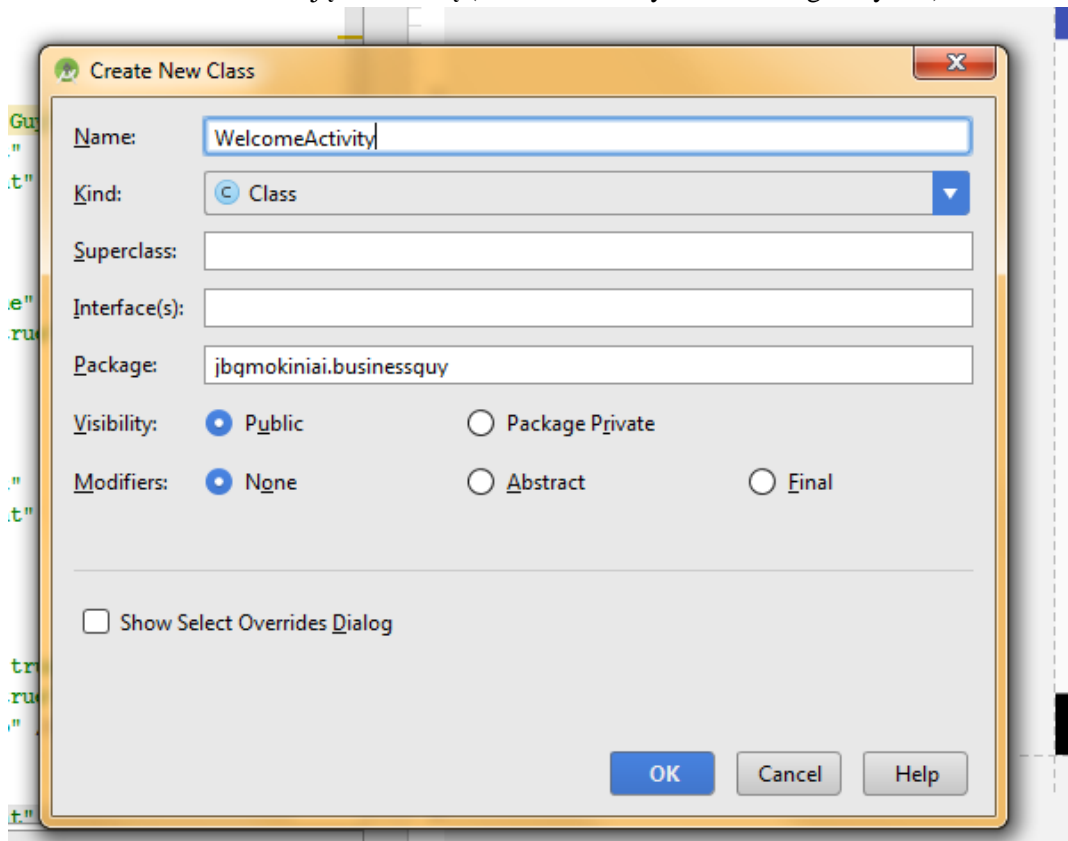 Create New Class
Name: WelcomeActivity
Kind: Class
Superclass:
Interface(s):
Package: jbqmokiniai.businessguy
Visibility: Public Package Private
Modifiers: None Abstract Final
Show Select Overrides Dialog
OK Cancel Help